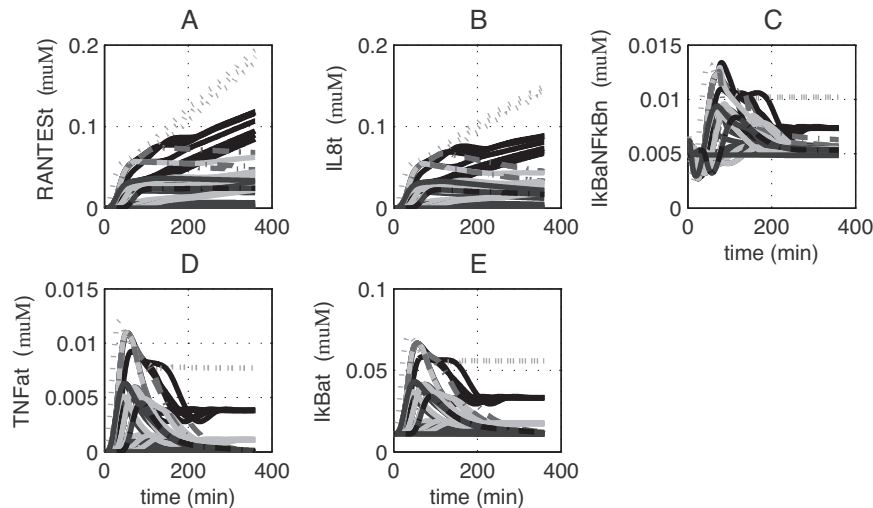 A
B
C
RANTESt (muM)
0.2
0.1
0
0 200 400
IL8t (muM)
0.2
0.1
0
0 200 400
IkBaNFkBn (muM)
0.015
0.01
0.005
0
0 200 400
time (min)
D
E
TNFat (muM)
0.015
0.01
0.005
0
0 200 400
time (min)
IkBat (muM)
0.1
0.05
0
0 200 400
time (min)